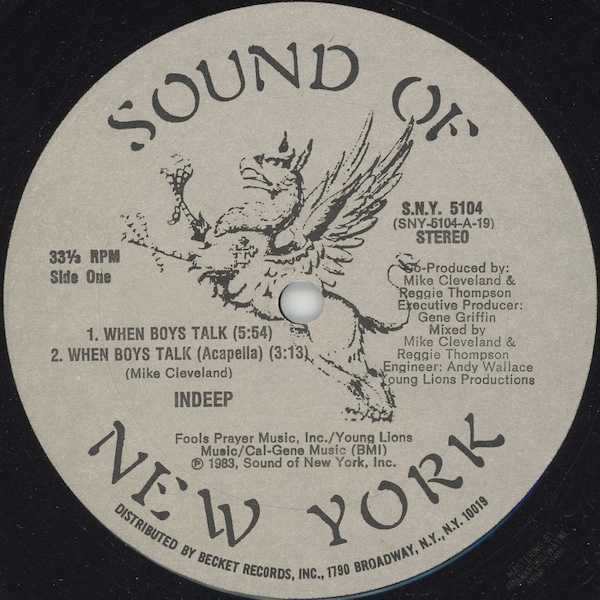 SOUND OF
S.N.Y. 5104
(SNY-5104-A-19)
STEREO
33⅓ RPM
Side One
Co-Produced by:
Mike Cleveland &
Reggie Thompson
Executive Producer:
Gene Griffin
Mixed by
Mike Cleveland &
Reggie Thompson
Engineer: Andy Wallace
Young Lions Productions
1. WHEN BOYS TALK (5:54)
2. WHEN BOYS TALK (Acapella) (3:13)
(Mike Cleveland)
INDEEP
Fools Prayer Music, Inc./Young Lions
Music/Cal-Gene Music (BMI)
℗ 1983, Sound of New York, Inc.
NEW YORK
DISTRIBUTED BY BECKET RECORDS, INC., 1790 BROADWAY, N.Y., N.Y. 10019